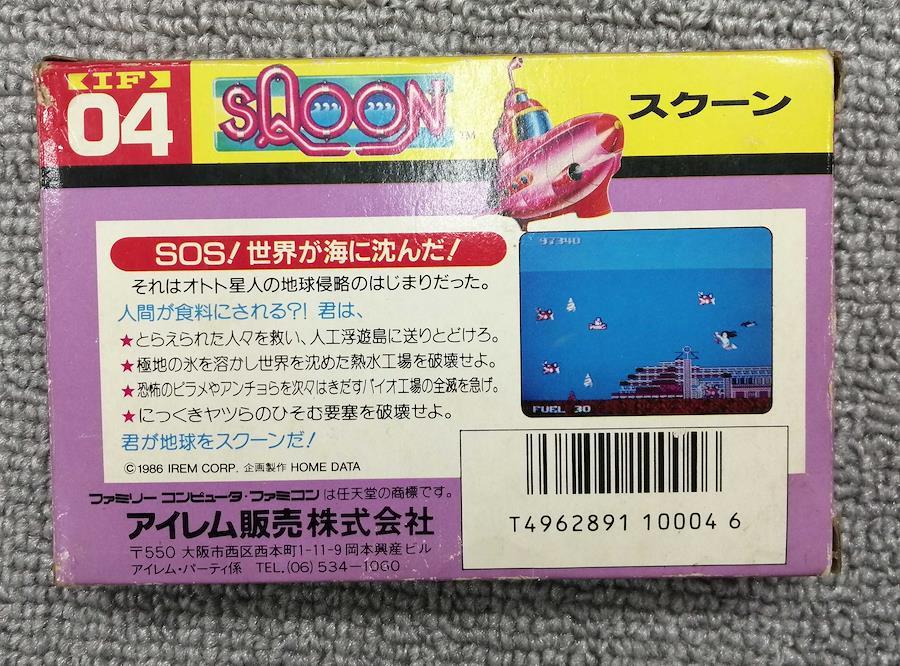 IF
04
SQOON
TM
スクーン
SOS! 世界が海に沈んだ!
それはオトト星人の地球侵略のはじまりだった。
人間が食料にされる?! 君は、
★とらえられた人々を救い、人工浮遊島に送りとどけろ。
★極地の氷を溶かし世界を沈めた熱水工場を破壊せよ。
★恐怖のピラメやアンチョらを次々はきだすバイオ工場の全滅を急げ。
★にっくきヤツらのひそむ要塞を破壊せよ。
君が地球をスクーンだ!
©1986 IREM CORP. 企画製作 HOME DATA
97340
FUEL 30
ファミリー コンピュータ・ファミコンは任天堂の商標です。
アイレム販売株式会社
〒550 大阪市西区西本町1-11-9 岡本興産ビル
アイレム・パーティ係 TEL.(06)534-1060
T4962891 10004 6